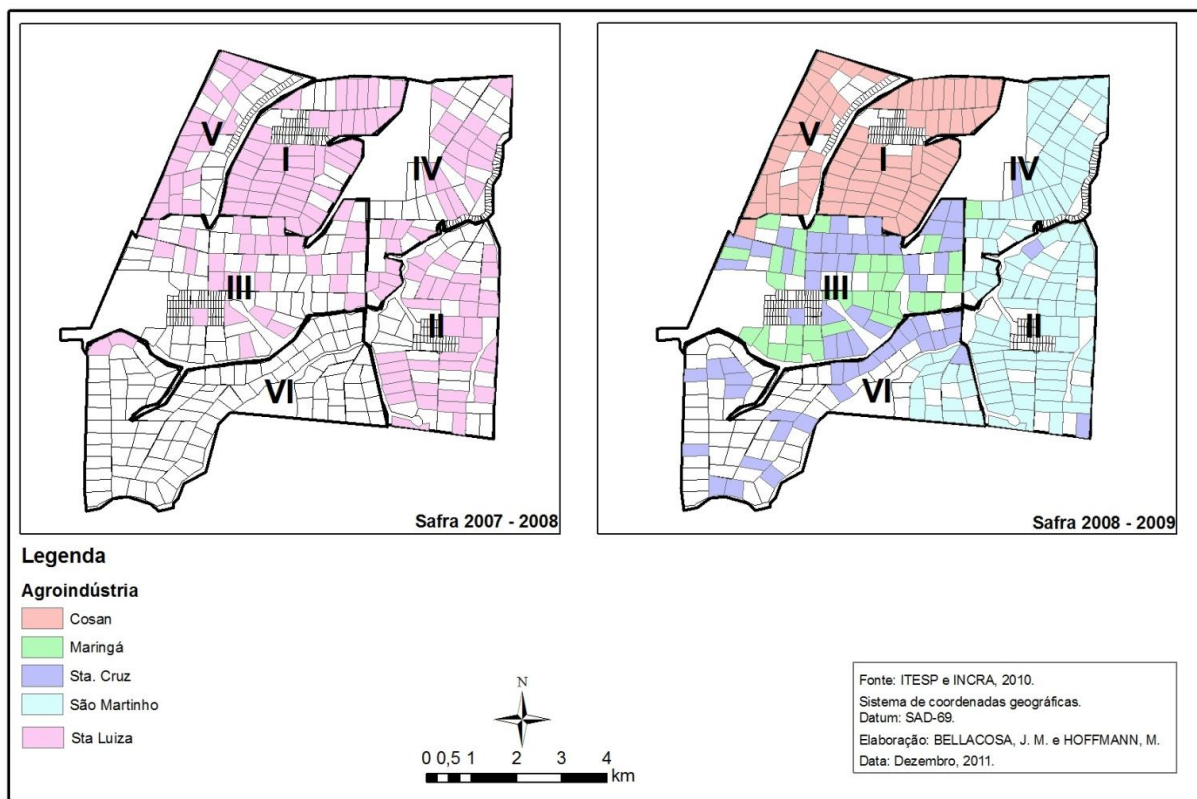 V
I
IV
III
II
VI
Safra 2007 - 2008
V
I
IV
III
II
VI
Safra 2008 - 2009
Legenda
Agroindústria
Cosan
Maringá
Sta. Cruz
São Martinho
Sta Luiza
N
0 0,5 1 2 3 4
km
Fonte: ITESP e INCRA, 2010.
Sistema de coordenadas geográficas.
Datum: SAD-69.
Elaboração: BELLACOSA, J. M. e HOFFMANN, M.
Data: Dezembro, 2011.